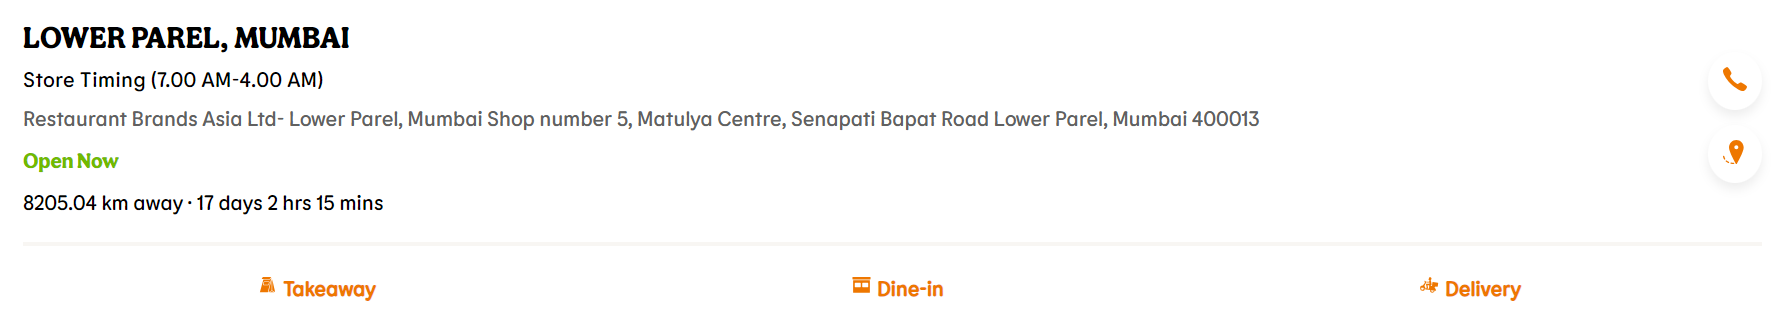 LOWER PAREL, MUMBAI
Store Timing (7.00 AM-4.00 AM)
Restaurant Brands Asia Ltd- Lower Parel, Mumbai Shop number 5, Matulya Centre, Senapati Bapat Road Lower Parel, Mumbai 400013
Open Now
8205.04 km away · 17 days 2 hrs 15 mins
Takeaway
Dine-in
Delivery